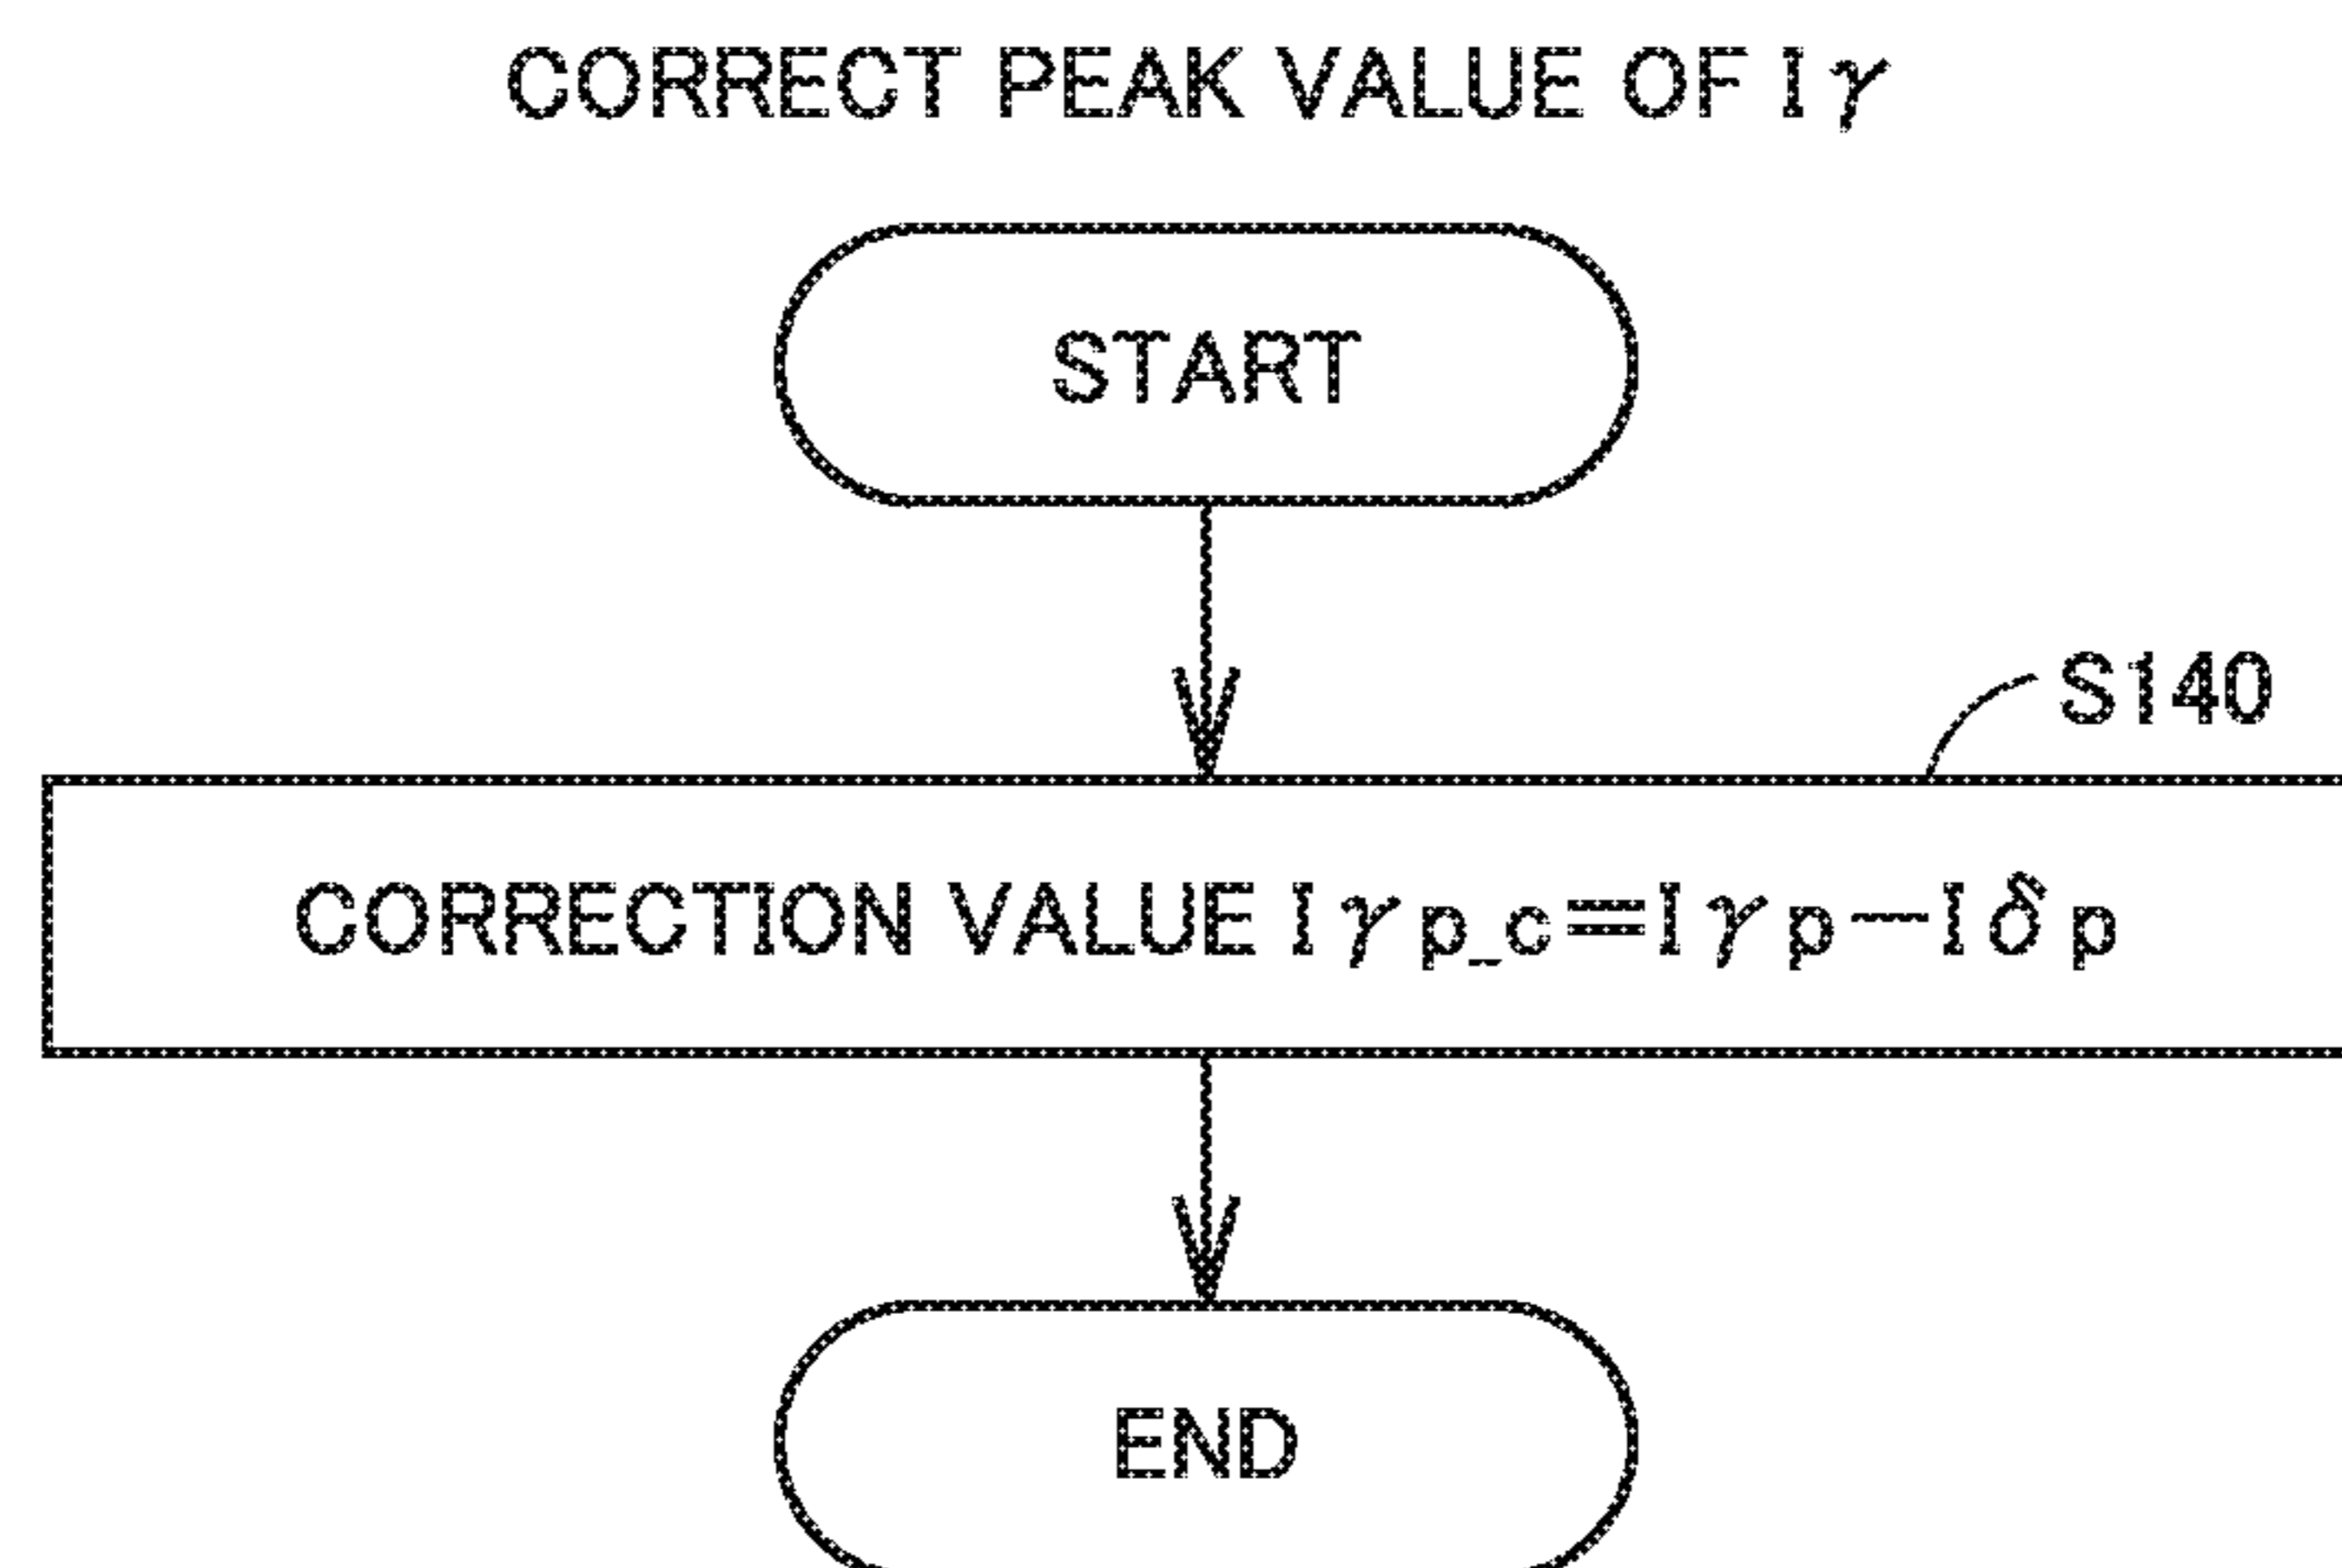 CORRECT PEAK VALUE OF Iγ
START
S140
CORRECTION VALUE Iγp_c=Iγp-Iδp
END